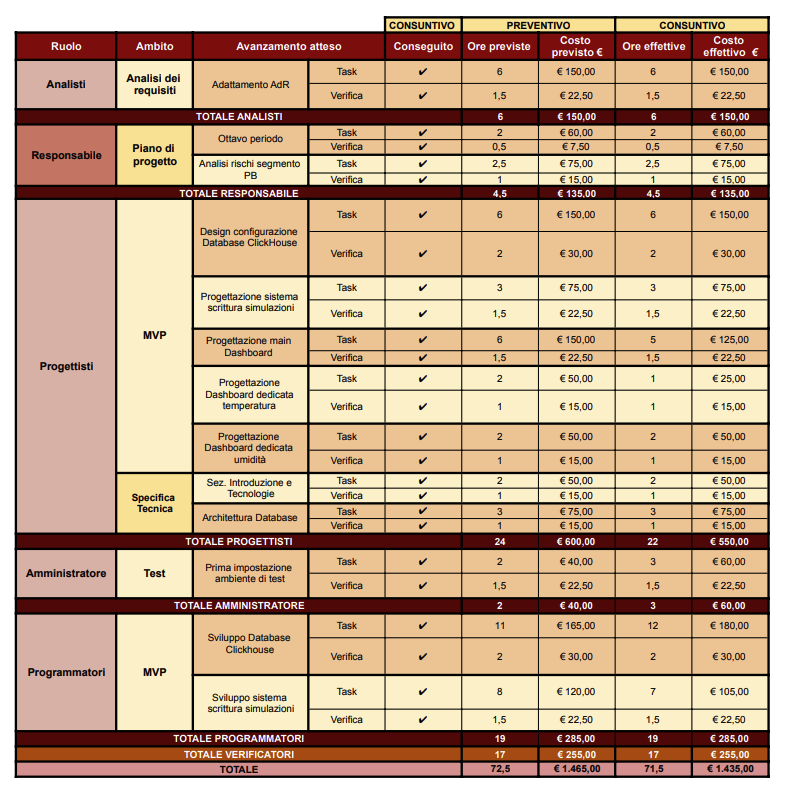 CONSUNTIVO PREVENTIVO CONSUNTIVO
Ruolo Ambito Avanzamento atteso Conseguito Ore previste Costo previsto € Ore effettive Costo effettivo €
Analisti Analisi dei requisiti Adattamento AdR Task ✔ 6 € 150,00 6 € 150,00
Verifica ✔ 1,5 € 22,50 1,5 € 22,50
TOTALE ANALISTI 6 € 150,00 6 € 150,00
Responsabile Piano di progetto Ottavo periodo Task ✔ 2 € 60,00 2 € 60,00
Verifica ✔ 0,5 € 7,50 0,5 € 7,50
Analisi rischi segmento PB Task ✔ 2,5 € 75,00 2,5 € 75,00
Verifica ✔ 1 € 15,00 1 € 15,00
TOTALE RESPONSABILE 4,5 € 135,00 4,5 € 135,00
Progettisti MVP Design configurazione Database ClickHouse Task ✔ 6 € 150,00 6 € 150,00
Verifica ✔ 2 € 30,00 2 € 30,00
Progettazione sistema scrittura simulazioni Task ✔ 3 € 75,00 3 € 75,00
Verifica ✔ 1,5 € 22,50 1,5 € 22,50
Progettazione main Dashboard Task ✔ 6 € 150,00 5 € 125,00
Verifica ✔ 1,5 € 22,50 1,5 € 22,50
Progettazione Dashboard dedicata temperatura Task ✔ 2 € 50,00 1 € 25,00
Verifica ✔ 1 € 15,00 1 € 15,00
Progettazione Dashboard dedicata umidità Task ✔ 2 € 50,00 2 € 50,00
Verifica ✔ 1 € 15,00 1 € 15,00
Specifica Tecnica Sez. Introduzione e Tecnologie Task ✔ 2 € 50,00 2 € 50,00
Verifica ✔ 1 € 15,00 1 € 15,00
Architettura Database Task ✔ 3 € 75,00 3 € 75,00
Verifica ✔ 1 € 15,00 1 € 15,00
TOTALE PROGETTISTI 24 € 600,00 22 € 550,00
Amministratore Test Prima impostazione ambiente di test Task ✔ 2 € 40,00 3 € 60,00
Verifica ✔ 1,5 € 22,50 1,5 € 22,50
TOTALE AMMINISTRATORE 2 € 40,00 3 € 60,00
Programmatori MVP Sviluppo Database Clickhouse Task ✔ 11 € 165,00 12 € 180,00
Verifica ✔ 2 € 30,00 2 € 30,00
Sviluppo sistema scrittura simulazioni Task ✔ 8 € 120,00 7 € 105,00
Verifica ✔ 1,5 € 22,50 1,5 € 22,50
TOTALE PROGRAMMATORI 19 € 285,00 19 € 285,00
TOTALE VERIFICATORI 17 € 255,00 17 € 255,00
TOTALE 72,5 € 1.465,00 71,5 € 1.435,00